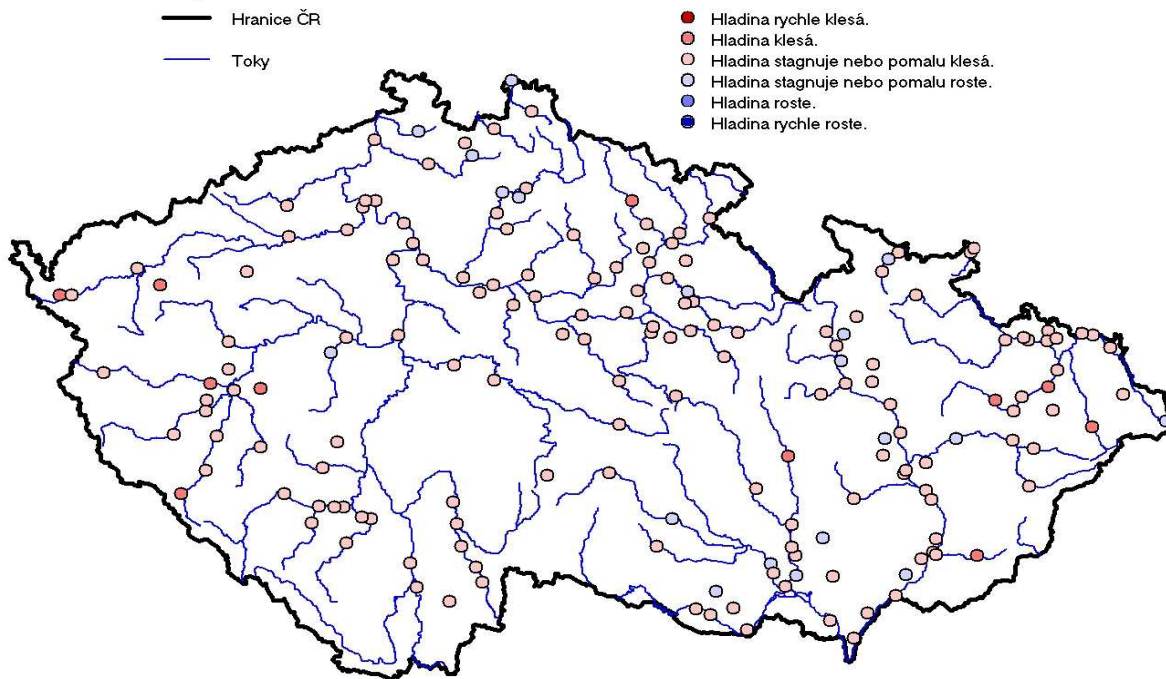 Hranice ČR
Toky
Hladina rychle klesá.
Hladina klesá.
Hladina stagnuje nebo pomalu klesá.
Hladina stagnuje nebo pomalu roste.
Hladina roste.
Hladina rychle roste.